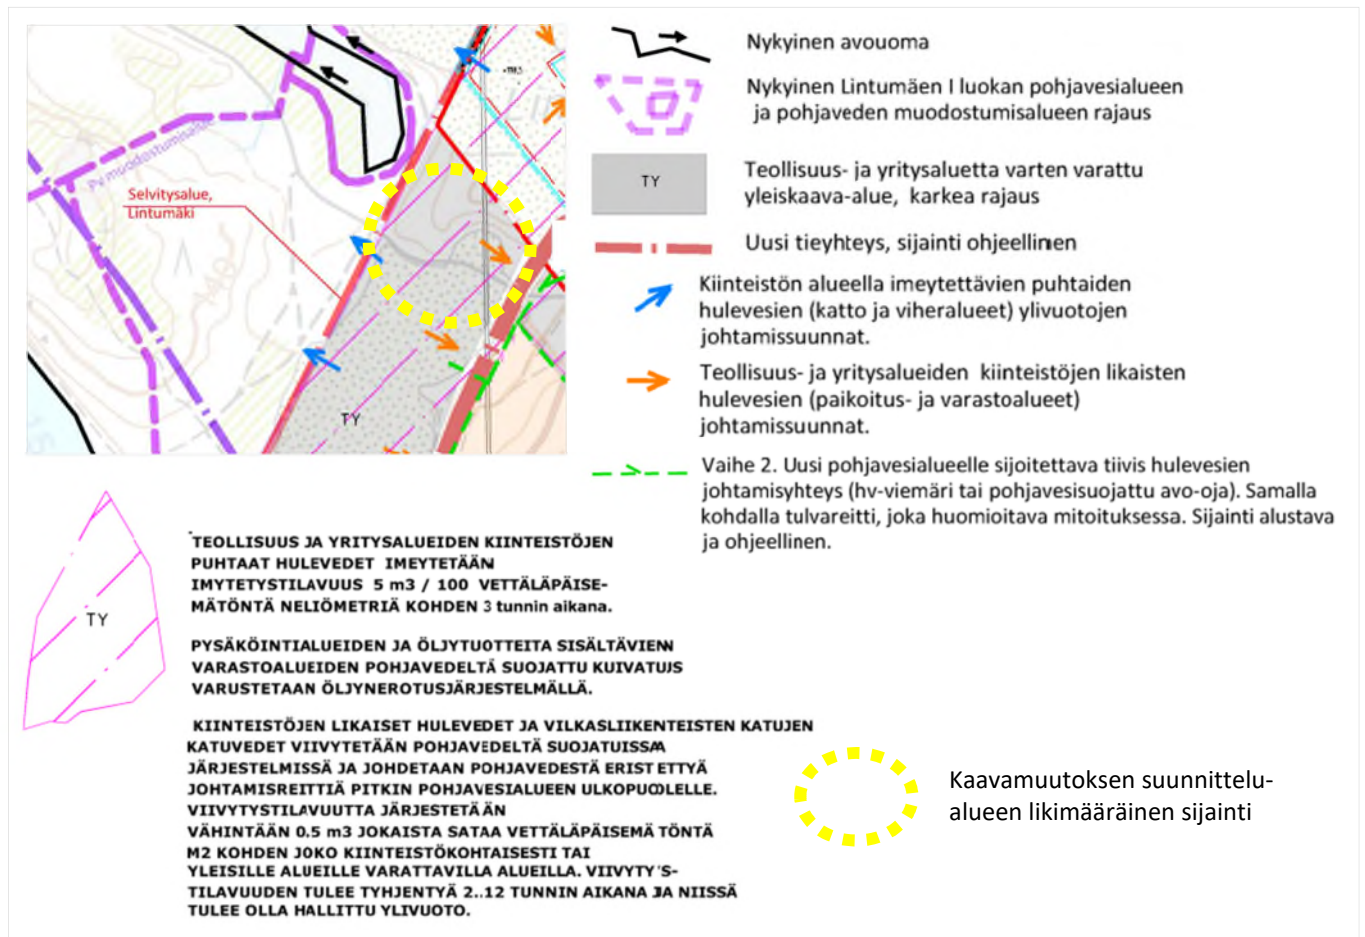 Pv muodostumisalue
Selvitysalue,
Lintumäki
TY
Nykyinen avouoma
Nykyinen Lintumäen I luokan pohjavesialueen
ja pohjaveden muodostumisalueen rajaus
TY
Teollisuus- ja yritysaluetta varten varattu
yleiskaava-alue, karkea rajaus
Uusi tieyhteys, sijainti ohjeellinen
Kiinteistön alueella imeytettävien puhtaiden
hulevesien (katto ja viheralueet) ylivuotojen
johtamissuunnat.
Teollisuus- ja yritysalueiden kiinteistöjen likaisten
hulevesien (paikoitus- ja varastoalueet)
johtamissuunnat.
Vaihe 2. Uusi pohjavesialueelle sijoitettava tiivis hulevesien
johtamisyhteys (hv-viemäri tai pohjavesisuojattu avo-oja). Samalla
kohdalla tulvareitti, joka huomioitava mitoituksessa. Sijainti alustava
ja ohjeellinen.
TY
TEOLLISUUS JA YRITYSALUEIDEN KIINTEISTÖJEN
PUHTAAT HULEVEDET IMEYTETÄÄN
IMYTETYSTILAVUUS 5 m3 / 100 VETTÄLÄPÄISE-
MÄTÖNTÄ NELIÖMETRIÄ KOHDEN 3 tunnin aikana.
PYSÄKÖINTIALUEIDEN JA ÖLJYTUOTTEITA SISÄLTÄVIEN
VARASTOALUEIDEN POHJAVEDELTÄ SUOJATTU KUIVATUS
VARUSTETAAN ÖLJYNEROTUSJÄRJESTELMÄLLÄ.
KIINTEISTÖJEN LIKAISET HULEVEDET JA VILKASLIIKENTEISTEN KATUJEN
KATUVEDET VIIVYTETÄÄN POHJAVEDELTÄ SUOJATUISSA
JÄRJESTELMISSÄ JA JOHDETAAN POHJAVEDESTÄ ERISTETTYÄ
JOHTAMISREITTIÄ PITKIN POHJAVESIALUEEN ULKOPUOLELLE.
VIIVYTYSTILAVUUTTA JÄRJESTETÄÄN
VÄHINTÄÄN 0.5 m3 JOKAISTA SATAA VETTÄLÄPÄISEMÄTÖNTÄ
M2 KOHDEN JOKO KIINTEISTÖKOHTAISESTI TAI
YLEISILLE ALUEILLE VARATTAVILLA ALUEILLA. VIIVYTYS-
TILAVUUDEN TULEE TYHJENTYÄ 2..12 TUNNIN AIKANA JA NIISSÄ
TULEE OLLA HALLITTU YLIVUOTO.
Kaavamuutoksen suunnittelu-
alueen likimääräinen sijainti